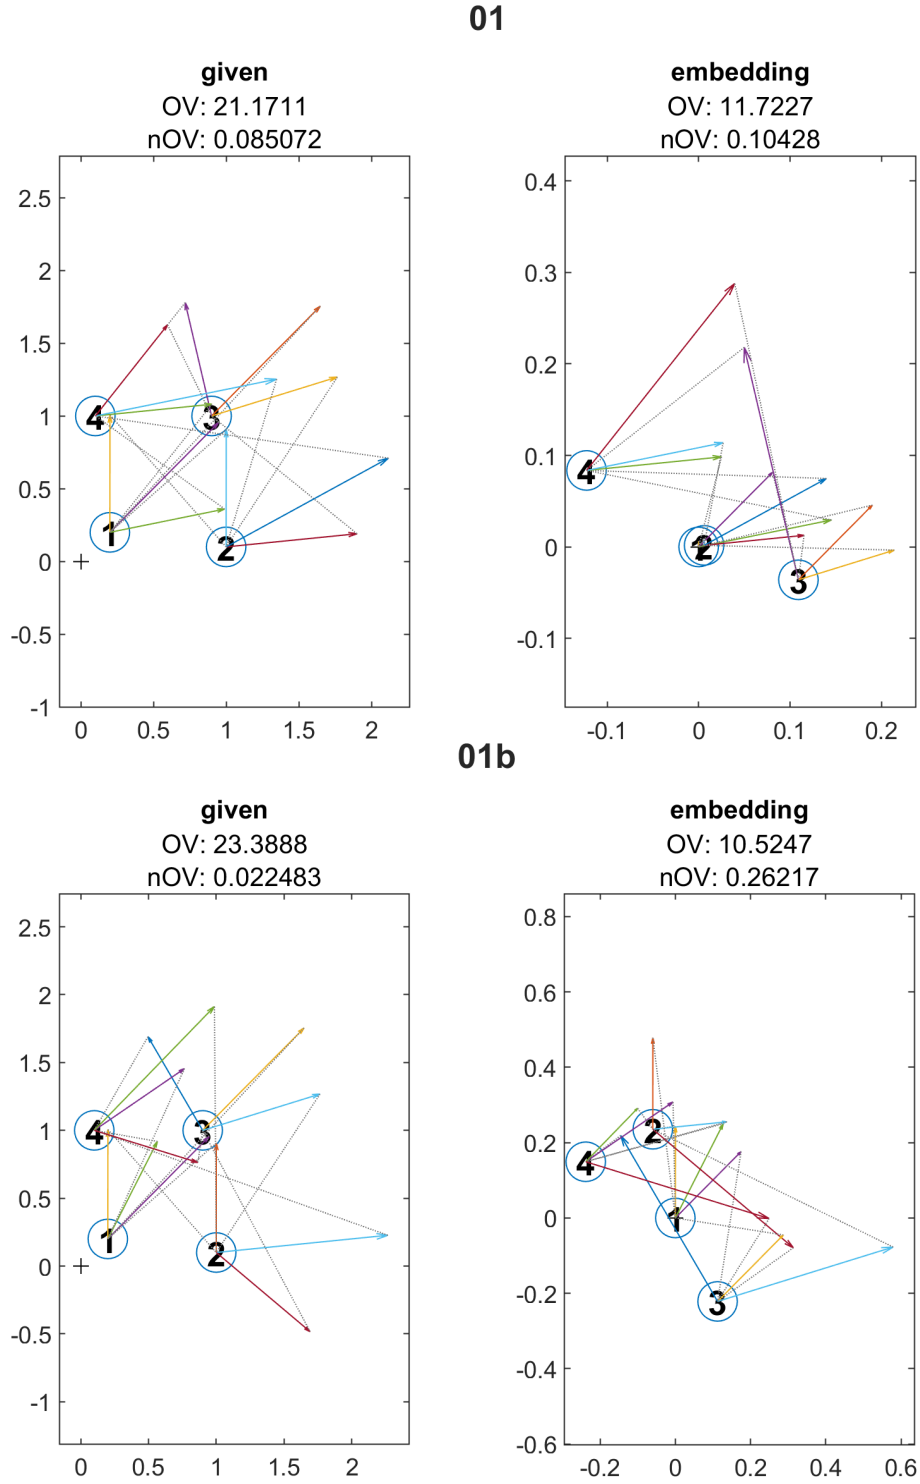 01
given
OV: 21.1711
nOV: 0.085072
2.5
2
1.5
1
0.5
0
-0.5
-1
0 0.5 1 1.5 2
4 3
1 2
embedding
OV: 11.7227
nOV: 0.10428
0.4
0.3
0.2
0.1
0
-0.1
-0.1 0 0.1 0.2
4
1 2
3
01b
given
OV: 23.3888
nOV: 0.022483
2.5
2
1.5
1
0.5
0
-0.5
-1
0 0.5 1 1.5 2
4 3
1 2
embedding
OV: 10.5247
nOV: 0.26217
0.8
0.6
0.4
0.2
0
-0.2
-0.4
-0.6
-0.2 0 0.2 0.4 0.6
2
4
1
3